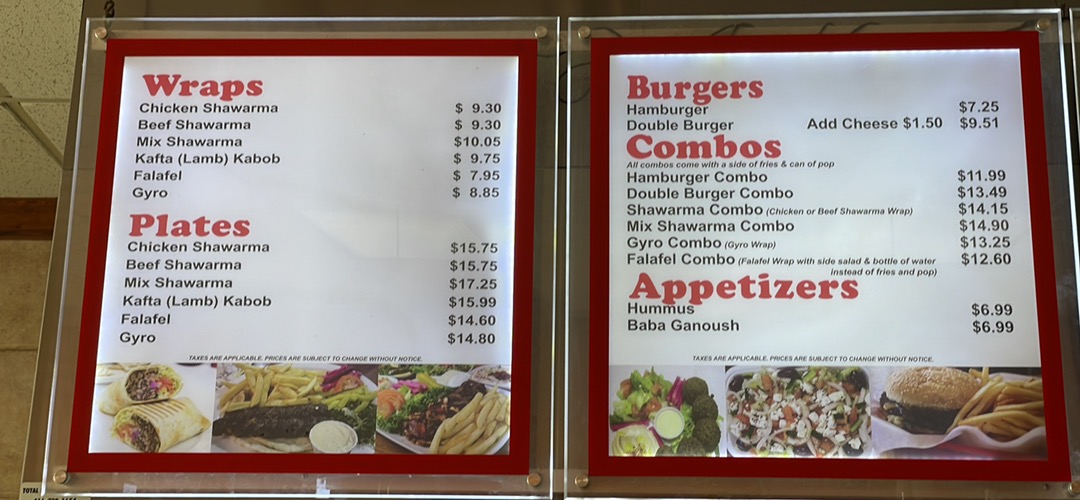 Wraps
Chicken Shawarma $ 9.30
Beef Shawarma $ 9.30
Mix Shawarma $10.05
Kafta (Lamb) Kabob $ 9.75
Falafel $ 7.95
Gyro $ 8.85
Plates
Chicken Shawarma $15.75
Beef Shawarma $15.75
Mix Shawarma $17.25
Kafta (Lamb) Kabob $15.99
Falafel $14.60
Gyro $14.80
TAXES ARE APPLICABLE. PRICES ARE SUBJECT TO CHANGE WITHOUT NOTICE.
Burgers
Hamburger $7.25
Double Burger Add Cheese $1.50 $9.51
Combos
All combos come with a side of fries & can of pop
Hamburger Combo $11.99
Double Burger Combo $13.49
Shawarma Combo (Chicken or Beef Shawarma Wrap) $14.15
Mix Shawarma Combo $14.90
Gyro Combo (Gyro Wrap) $13.25
Falafel Combo (Falafel Wrap with side salad & bottle of water $12.60
instead of fries and pop)
Appetizers
Hummus $6.99
Baba Ganoush $6.99
TAXES ARE APPLICABLE. PRICES ARE SUBJECT TO CHANGE WITHOUT NOTICE.
TOTAL